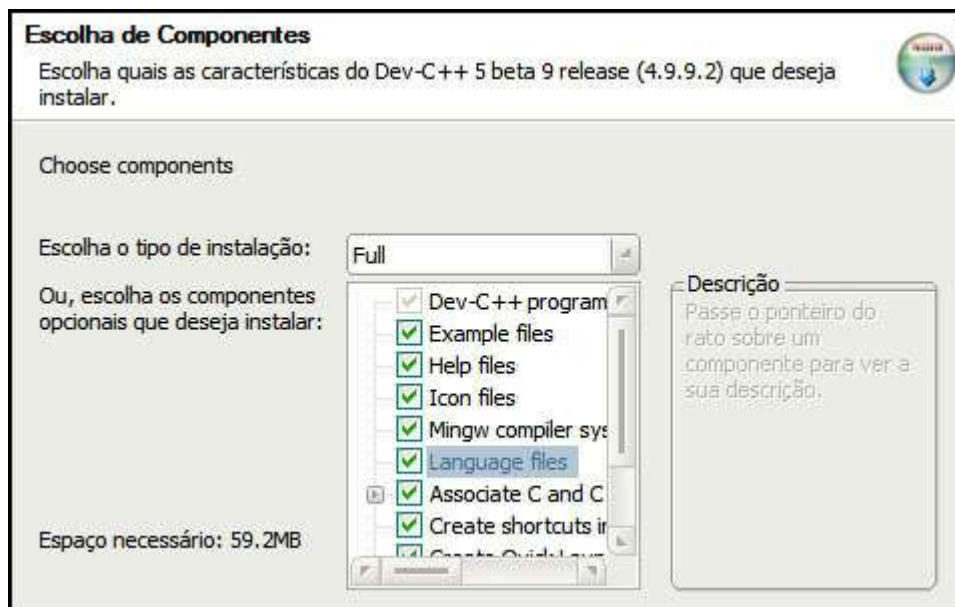 Escolha de Componentes
Escolha quais as características do Dev-C++ 5 beta 9 release (4.9.9.2) que deseja
instalar.
Choose components
Escolha o tipo de instalação:
Full
Ou, escolha os componentes
opcionais que deseja instalar:
Dev-C++ program
Example files
Help files
Icon files
Mingw compiler sys
Language files
Associate C and C
Create shortcuts in
Descrição
Passe o ponteiro do
rato sobre um
componente para ver a
sua descrição.
Espaço necessário: 59.2MB